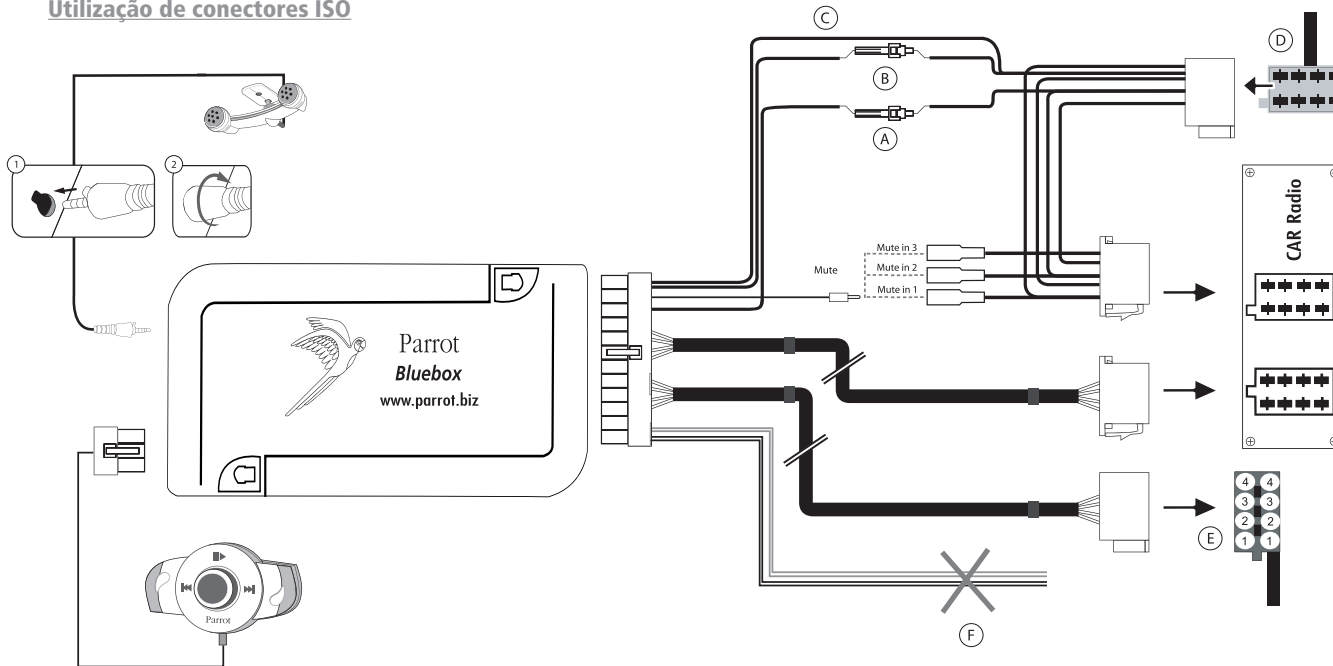 Utilização de conectores ISO
C
D
B
A
1
2
CAR Radio
Mute in 3
Mute
Mute in 2
Mute in 1
Parrot
Bluebox
www.parrot.biz
4 4
3 3
2 2
1 1
E
Parrot
F